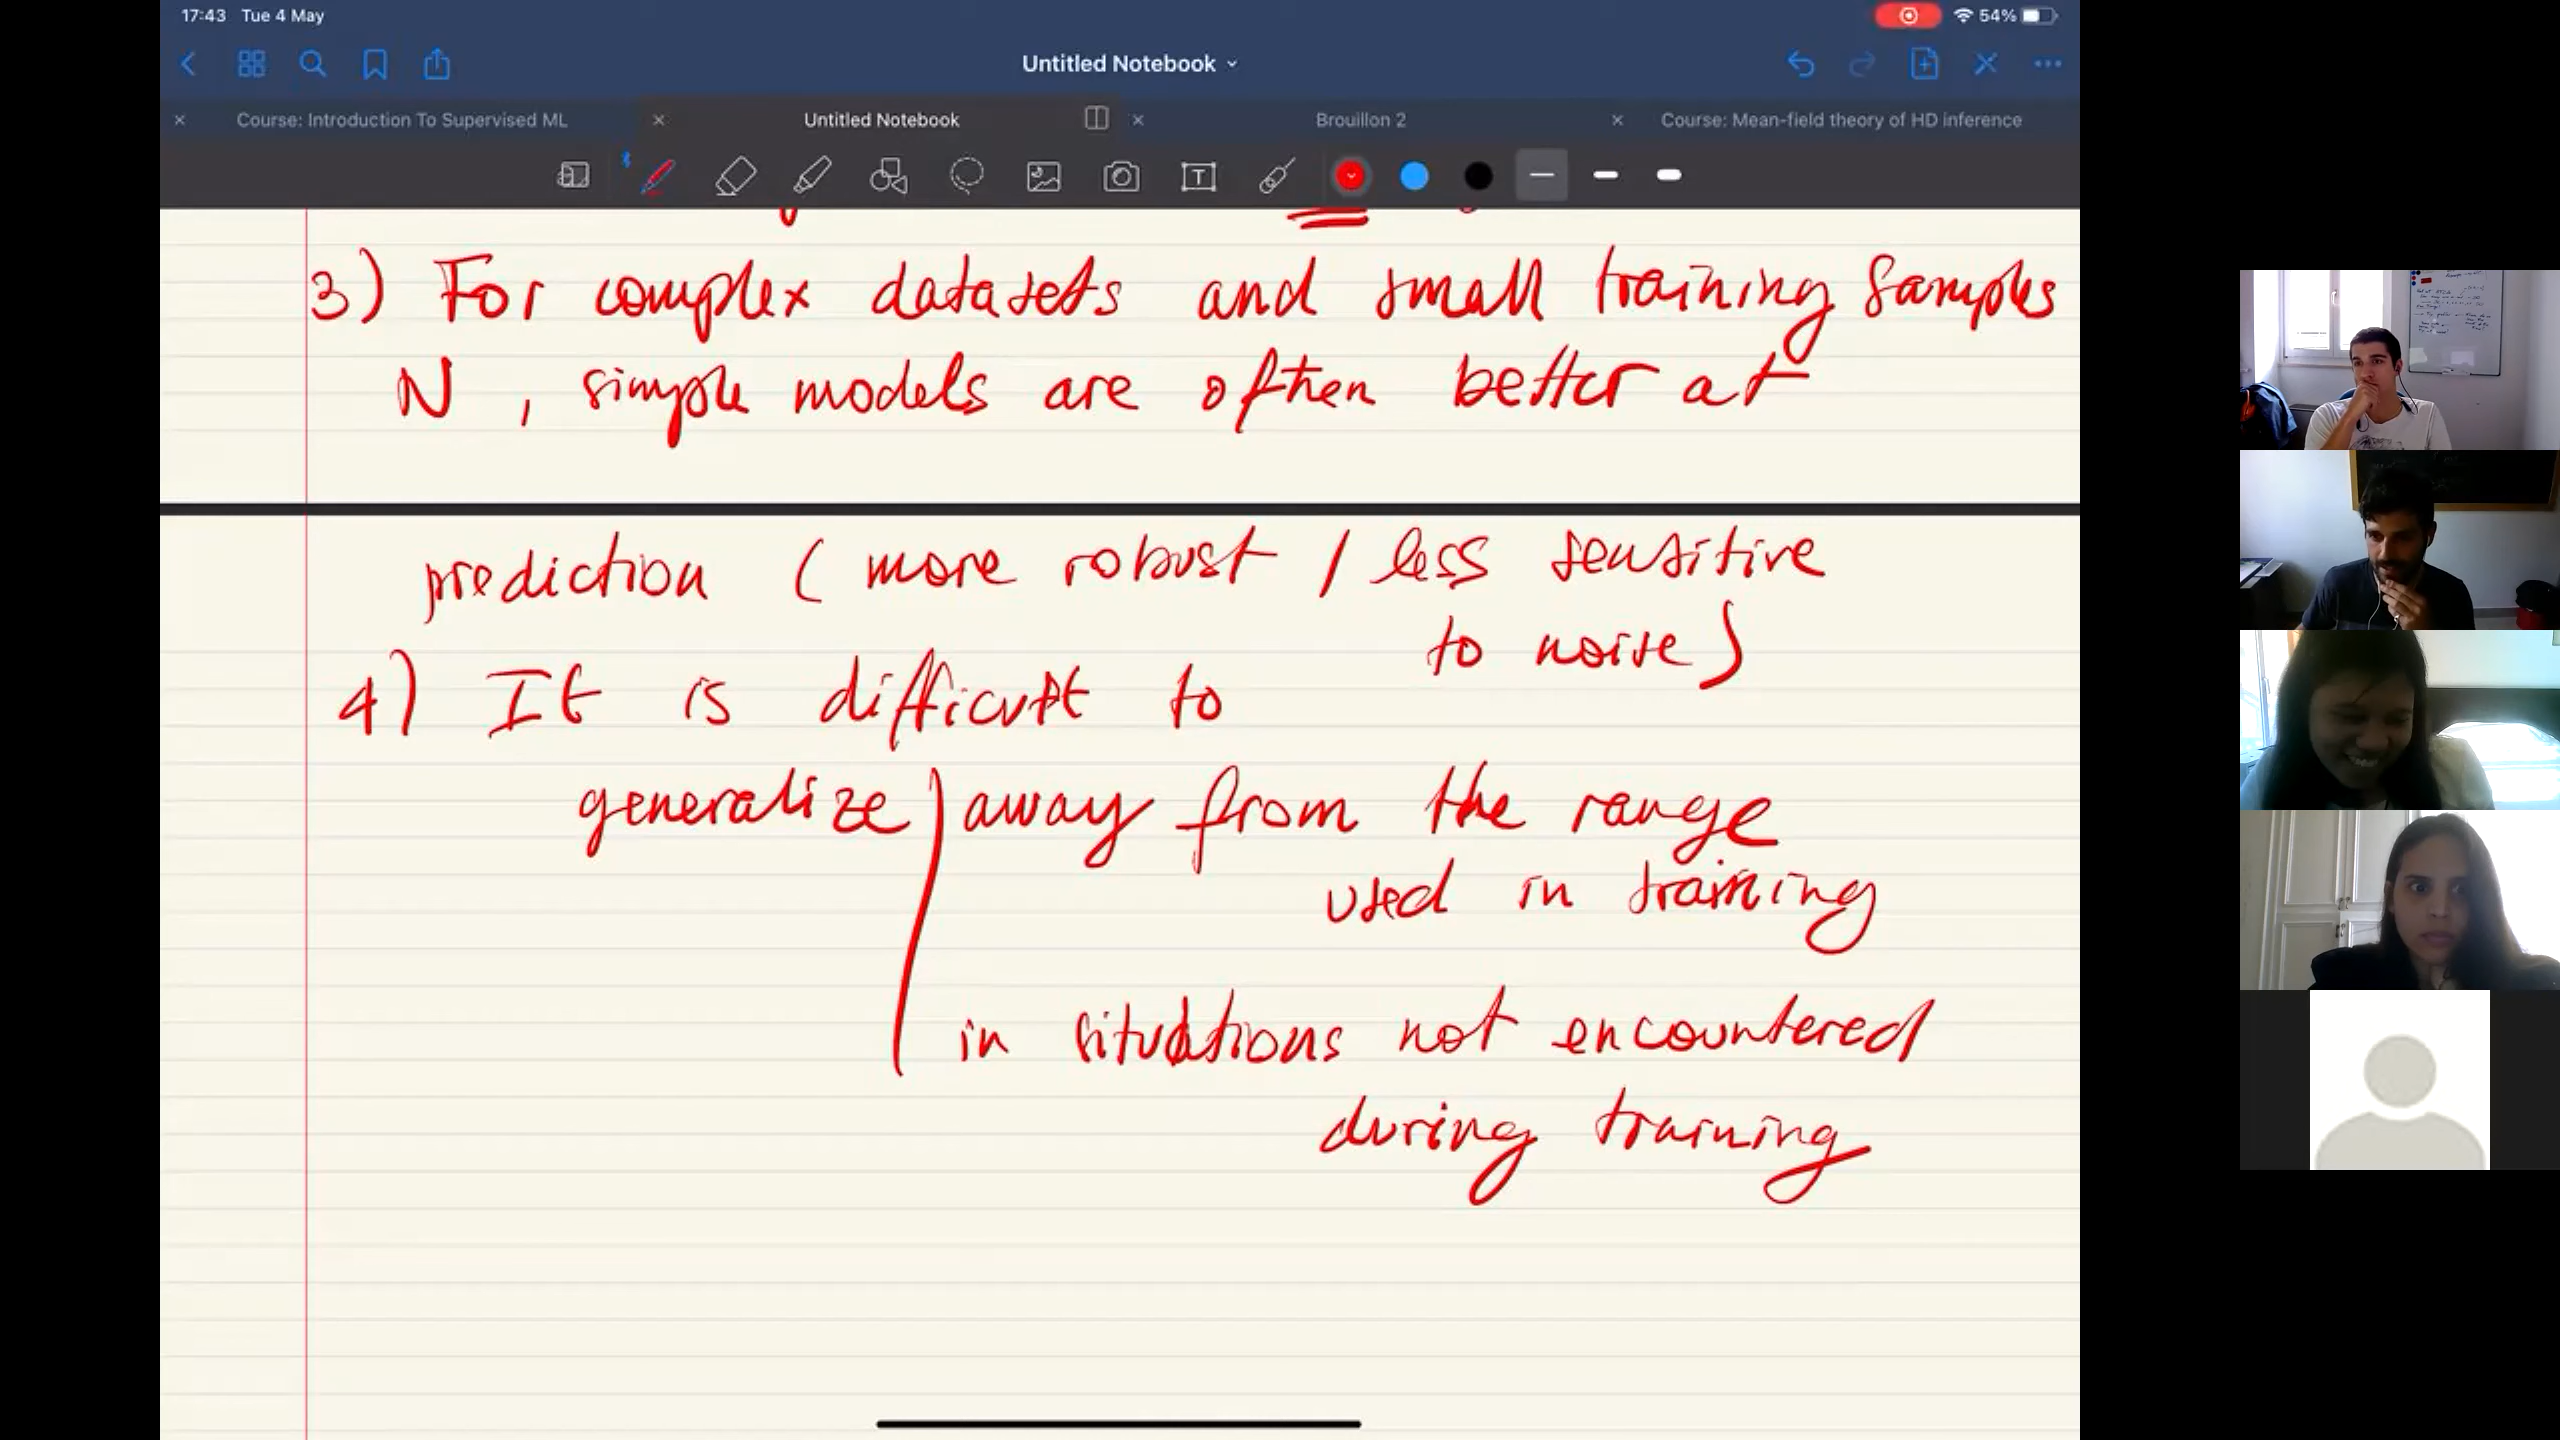 17:43 Tue 4 May
54%
Untitled Notebook
Course: Introduction To Supervised ML
Untitled Notebook
Brouillon 2
Course: Mean-field theory of HD inference
T
3) For complex datasets and small training samples
N, simple models are often better at
prediction (more robust / less sensitive
to noise)
4) It is difficult to
generalize away from the range
used in training
in situations not encountered
during training